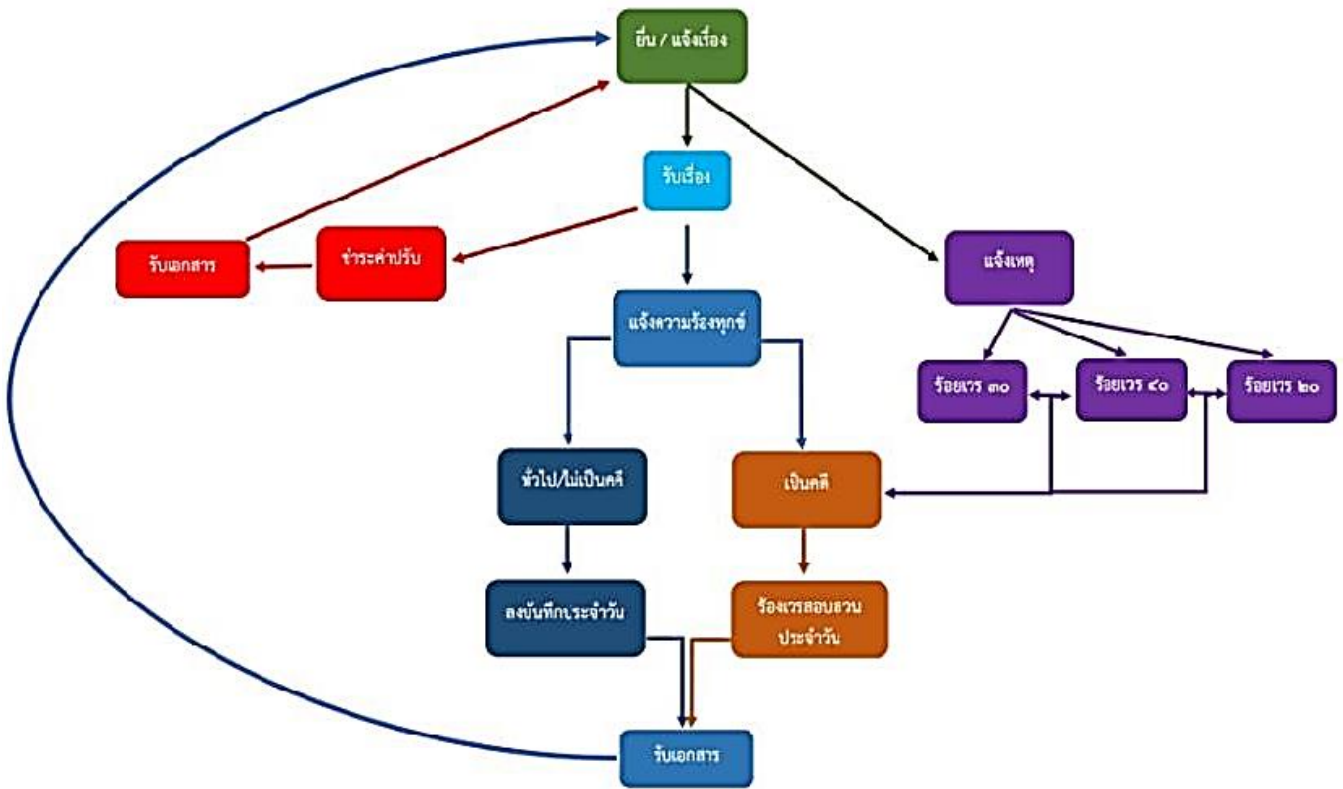 ยื่น / แจ้งเรื่อง
รับเรื่อง
รับเอกสาร
ชำระค่าปรับ
แจ้งเหตุ
แจ้งความร้องทุกข์
ร้อยเวร ๓๐
ร้อยเวร ๔๐
ร้อยเวร ๒๐
ทั่วไป/ไม่เป็นคดี
เป็นคดี
ลงบันทึกประจำวัน
ร้องเวรสอบสวน
ประจำวัน
รับเอกสาร